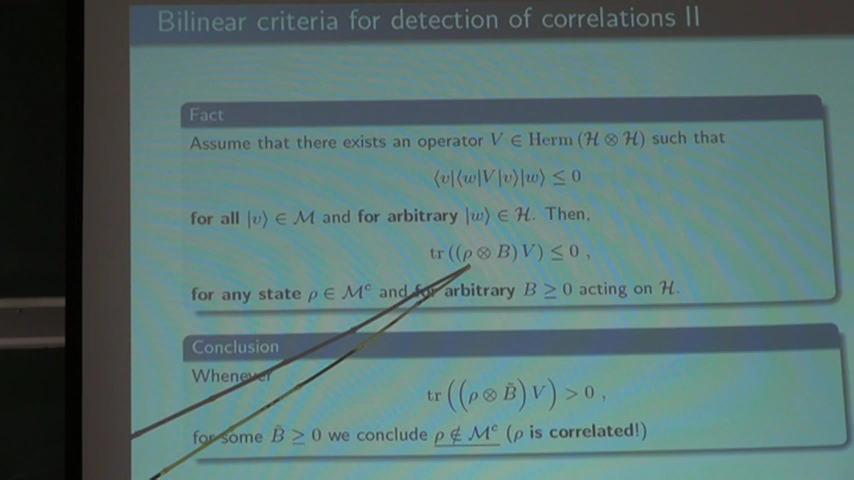 Bilinear criteria for detection of correlations II
Fact
Assume that there exists an operator V ∈ Herm (ℋ ⊗ ℋ) such that
⟨v|⟨w|V|v⟩|w⟩ ≤ 0
for all |v⟩ ∈ ℳ and for arbitrary |w⟩ ∈ ℋ. Then,
tr ((ρ ⊗ B) V) ≤ 0 ,
for any state ρ ∈ ℳᶜ and for arbitrary B ≥ 0 acting on ℋ.
Conclusion
Whenever
tr ((ρ ⊗ B̃) V) > 0 ,
for some B̃ ≥ 0 we conclude ρ ∉ ℳᶜ (ρ is correlated!)